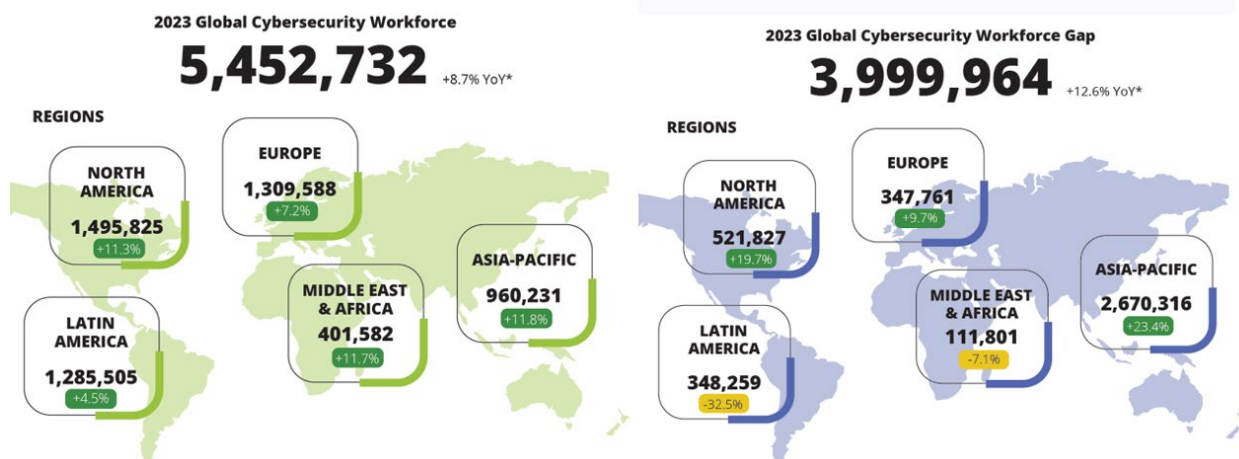 2023 Global Cybersecurity Workforce
5,452,732 +8.7% YoY*
REGIONS
NORTH
AMERICA
1,495,825
+11.3%
EUROPE
1,309,588
+7.2%
ASIA-PACIFIC
960,231
+11.8%
MIDDLE EAST
& AFRICA
401,582
+11.7%
LATIN
AMERICA
1,285,505
+4.5%
2023 Global Cybersecurity Workforce Gap
3,999,964 +12.6% YoY*
REGIONS
NORTH
AMERICA
521,827
+19.7%
EUROPE
347,761
+9.7%
ASIA-PACIFIC
2,670,316
+23.4%
MIDDLE EAST
& AFRICA
111,801
-7.1%
LATIN
AMERICA
348,259
-32.5%